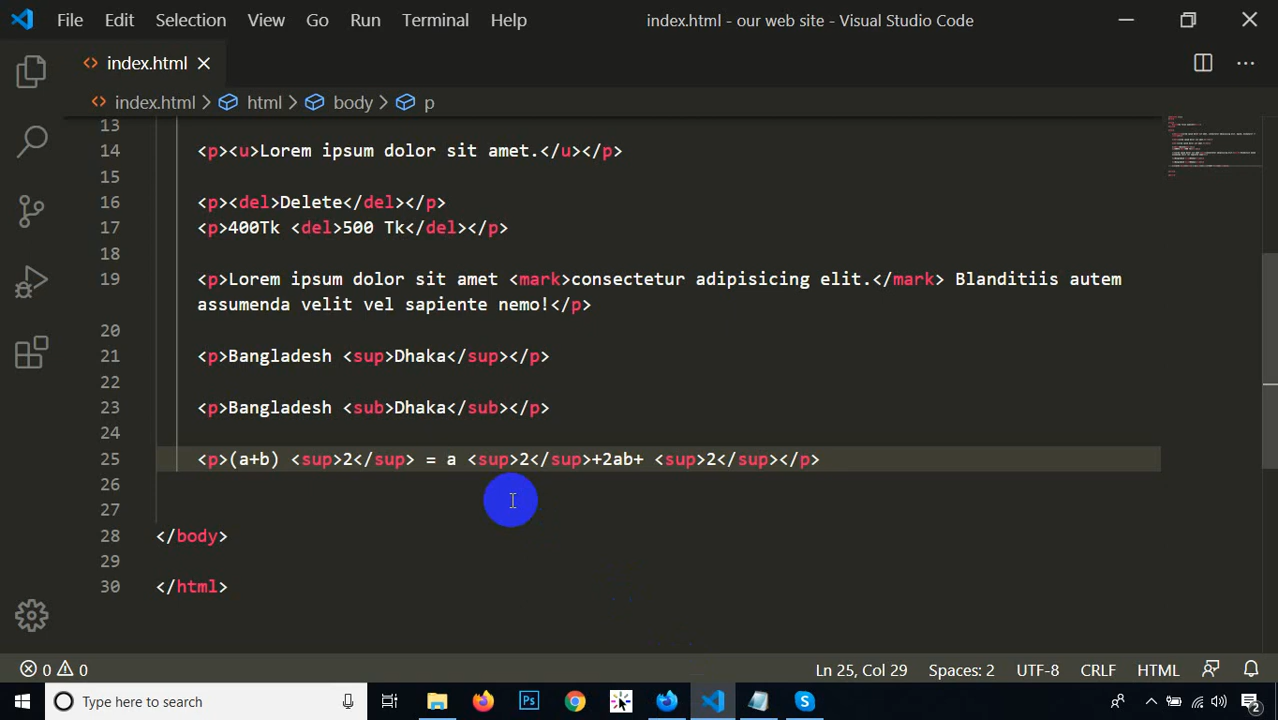 File Edit Selection View Go Run Terminal Help index.html - our web site - Visual Studio Code
index.html
index.html > html > body > p
13
14 <p><u>Lorem ipsum dolor sit amet.</u></p>
15
16 <p><del>Delete</del></p>
17 <p>400Tk <del>500 Tk</del></p>
18
19 <p>Lorem ipsum dolor sit amet <mark>consectetur adipisicing elit.</mark> Blanditiis autem
assumenda velit vel sapiente nemo!</p>
20
21 <p>Bangladesh <sup>Dhaka</sup></p>
22
23 <p>Bangladesh <sub>Dhaka</sub></p>
24
25 <p>(a+b) <sup>2</sup> = a <sup>2</sup>+2ab+ <sup>2</sup></p>
26
27
28 </body>
29
30 </html>
0 0 Ln 25, Col 29 Spaces: 2 UTF-8 CRLF HTML
Type here to search Ps 2